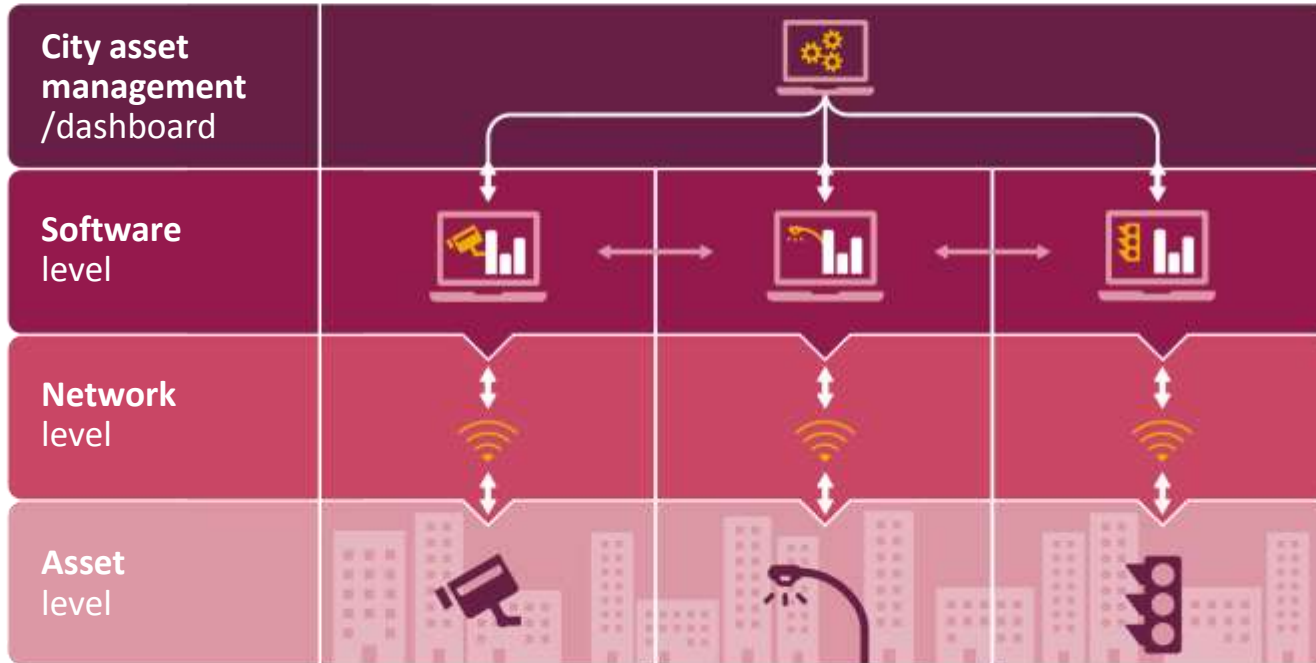 City asset
management
/dashboard
Software
level
Network
level
Asset
level